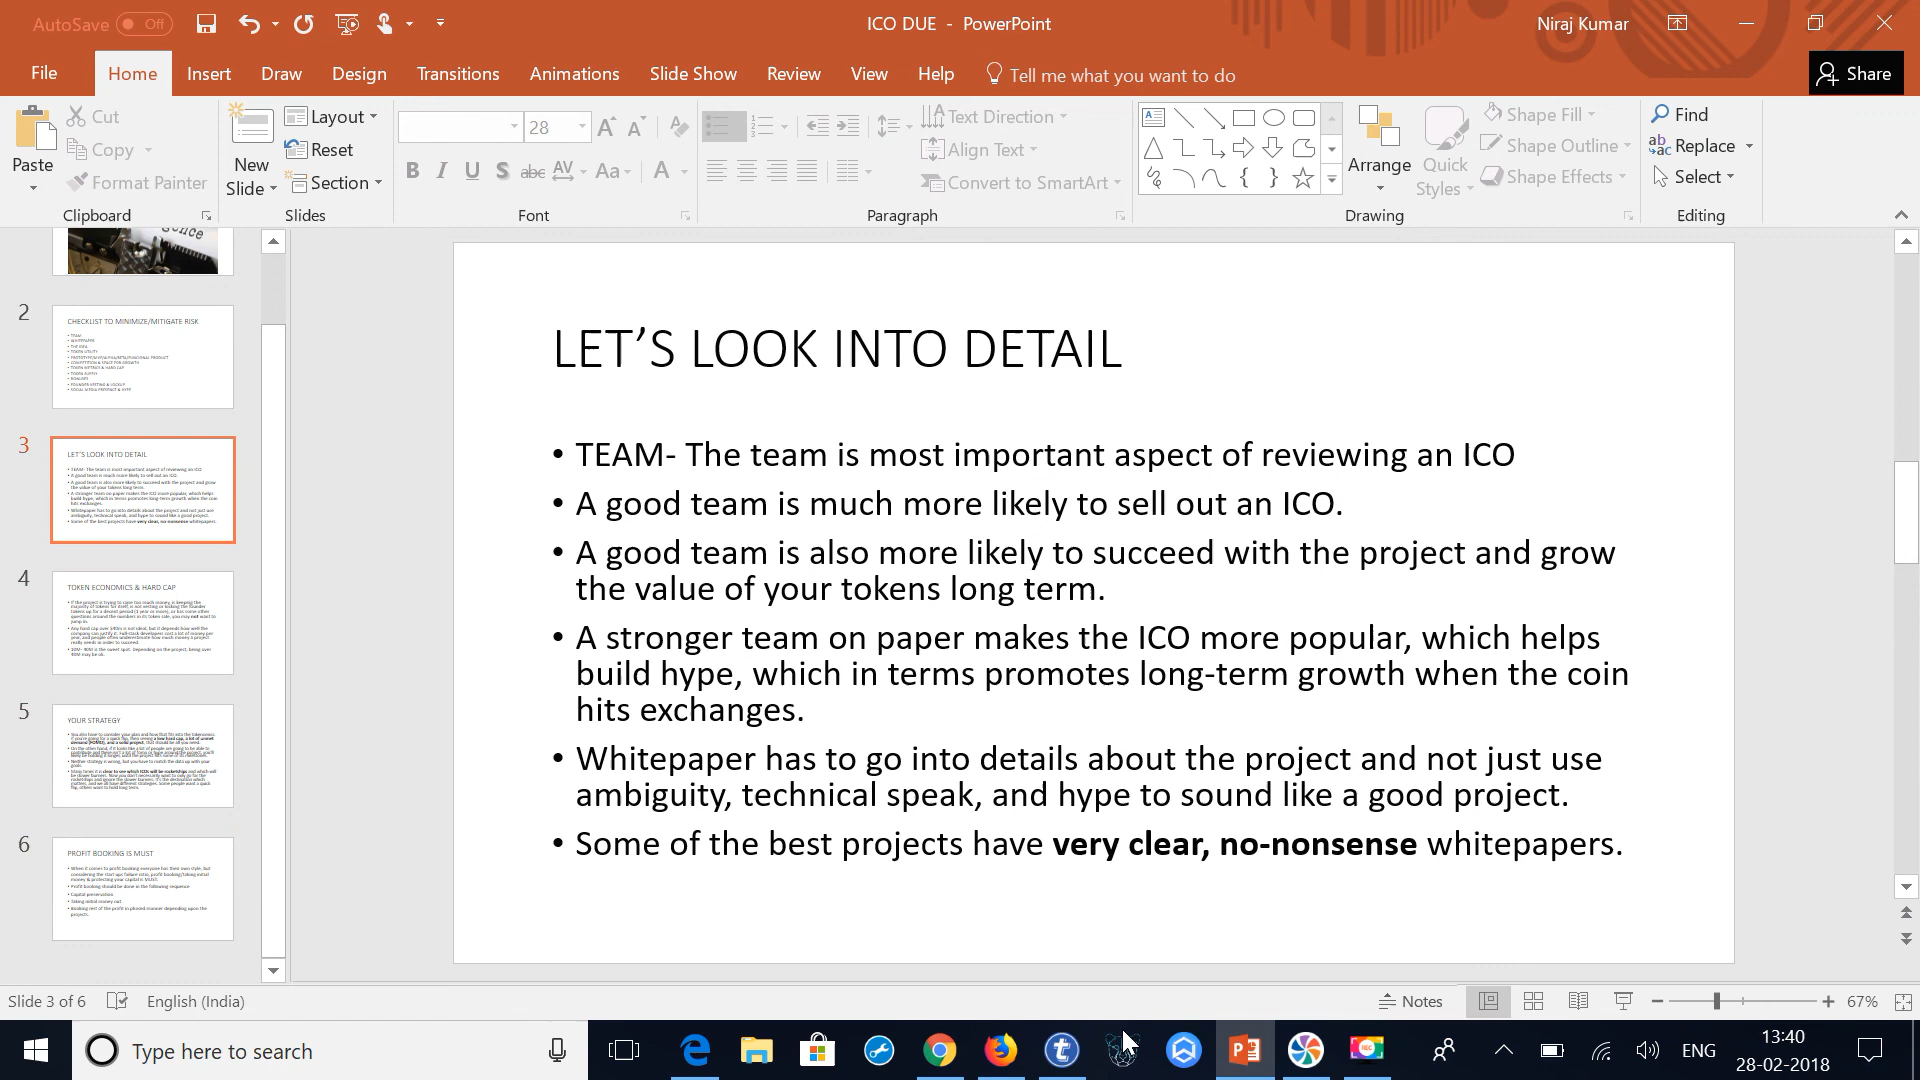 AutoSave Off
ICO DUE - PowerPoint
Niraj Kumar
File Home Insert Draw Design Transitions Animations Slide Show Review View Help Tell me what you want to do
Share
Paste
Cut
Copy
Format Painter
Clipboard
New
Slide
Layout
Reset
Section
Slides
28
Font
Text Direction
Align Text
Convert to SmartArt
Paragraph
Arrange
Quick
Styles
Shape Fill
Shape Outline
Shape Effects
Drawing
Find
Replace
Select
Editing
2
CHECKLIST TO MINIMIZE/MITIGATE RISK
3
LET'S LOOK INTO DETAIL
4
TOKEN ECONOMICS & HARD CAP
5
YOUR STRATEGY
6
PROFIT BOOKING IS MUST
LET’S LOOK INTO DETAIL
• TEAM- The team is most important aspect of reviewing an ICO
• A good team is much more likely to sell out an ICO.
• A good team is also more likely to succeed with the project and grow
the value of your tokens long term.
• A stronger team on paper makes the ICO more popular, which helps
build hype, which in terms promotes long-term growth when the coin
hits exchanges.
• Whitepaper has to go into details about the project and not just use
ambiguity, technical speak, and hype to sound like a good project.
• Some of the best projects have very clear, no-nonsense whitepapers.
Slide 3 of 6
English (India)
Notes
67%
Type here to search
ENG
13:40
28-02-2018